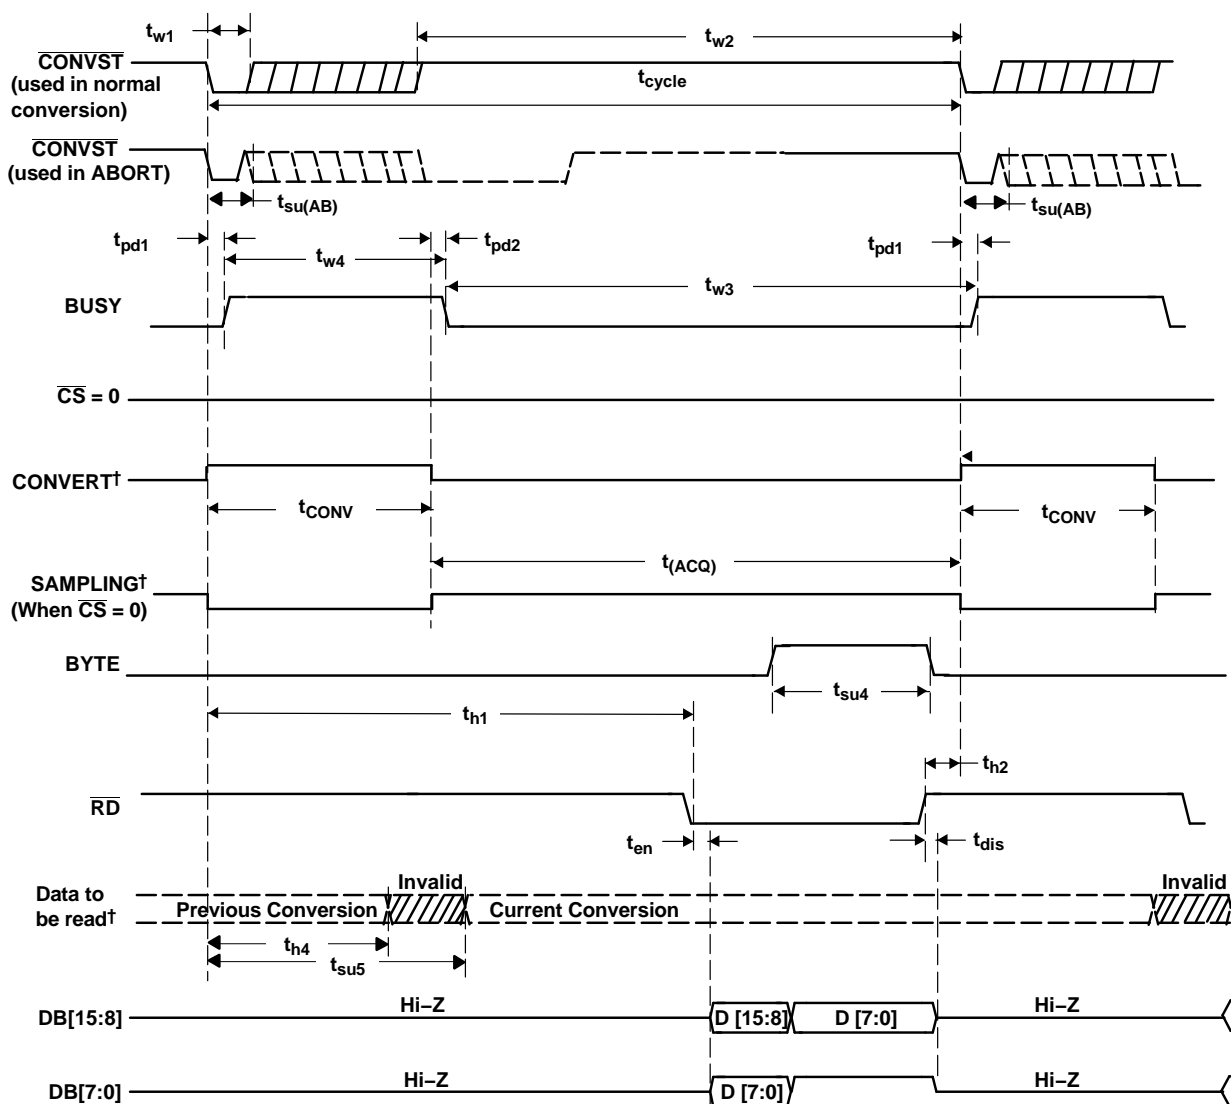 tw1
tw2
CONVST
(used in normal
conversion)
tcycle
CONVST
(used in ABORT)
tsu(AB)
tsu(AB)
tpd1
tpd2
tpd1
tw4
tw3
BUSY
CS = 0
CONVERT†
tCONV
tCONV
t(ACQ)
SAMPLING†
(When CS = 0)
BYTE
tsu4
th1
th2
RD
ten
tdis
Data to
be read†
Invalid
Invalid
Previous Conversion
Current Conversion
th4
tsu5
DB[15:8]
Hi–Z
D [15:8]
D [7:0]
Hi–Z
DB[7:0]
Hi–Z
D [7:0]
Hi–Z